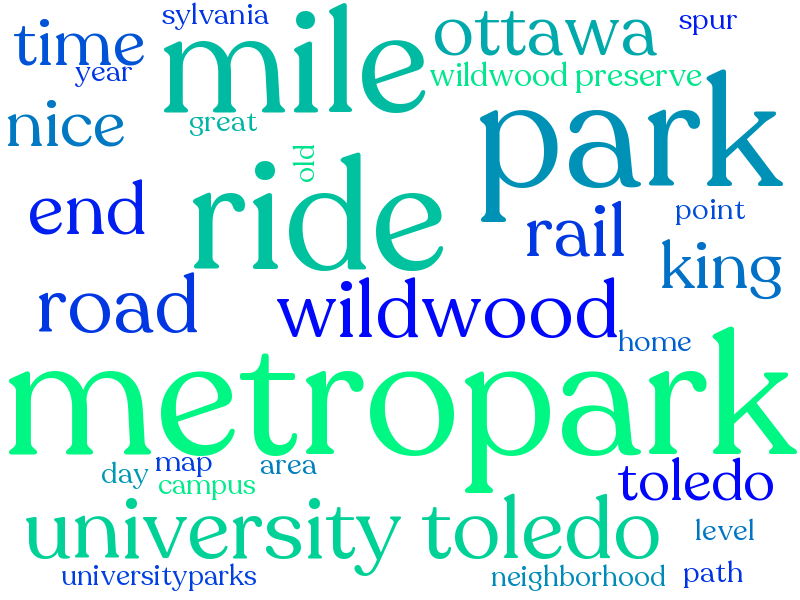 sylvania
spur
time
mile
ottawa
year
wildwood preserve
nice
great
park
old
ride
end
rail
point
king
road
wildwood
home
metropark
day
map
area
campus
toledo
university toledo
level
universityparks
neighborhood
path